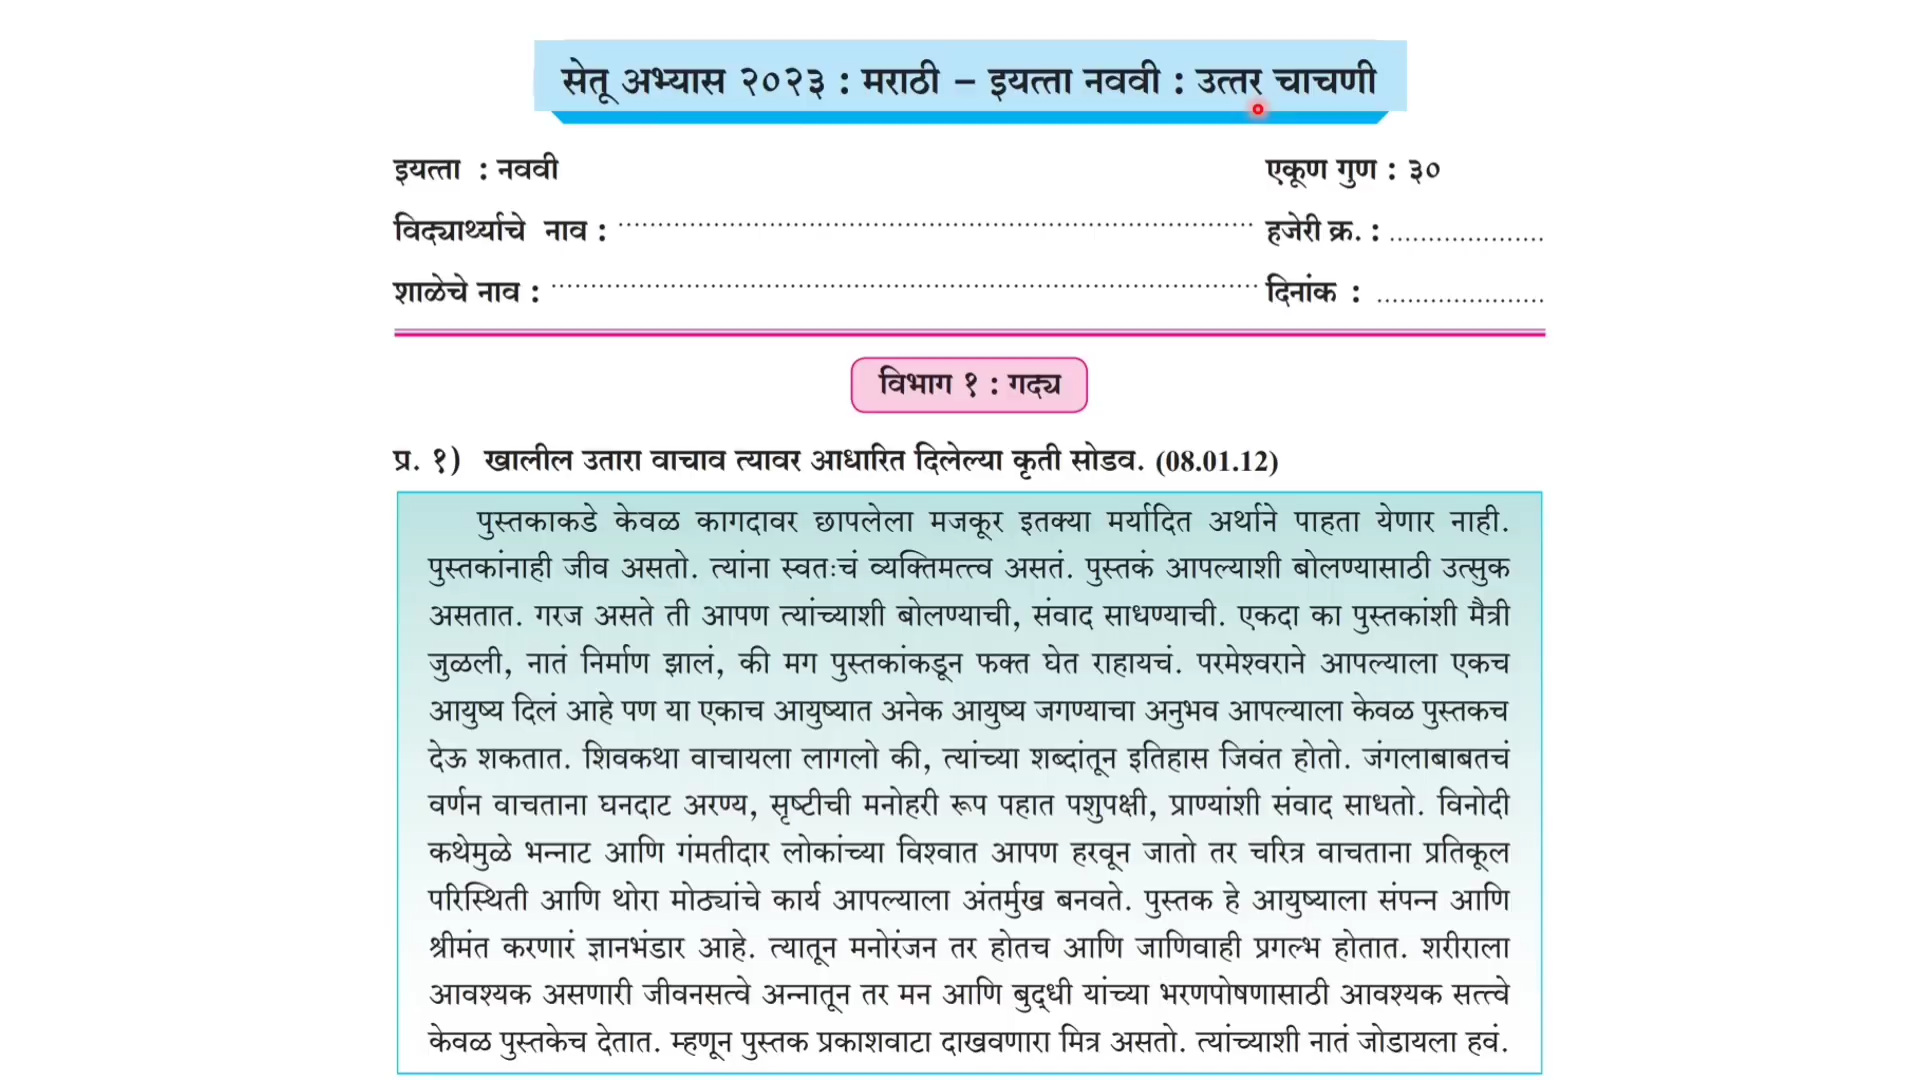 सेतू अभ्यास २०२३ : मराठी – इयत्ता नववी : उत्तर चाचणी
इयत्ता : नववी एकूण गुण : ३०
विद्यार्थ्याचे नाव : .................... हजेरी क्र. : ....................
शाळेचे नाव : .................... दिनांक : ....................
विभाग १ : गद्य
प्र. १) खालील उतारा वाचाव त्यावर आधारित दिलेल्या कृती सोडव. (08.01.12)
पुस्तकाकडे केवळ कागदावर छापलेला मजकूर इतक्या मर्यादित अर्थाने पाहता येणार नाही.
पुस्तकांनाही जीव असतो. त्यांना स्वतःचं व्यक्तिमत्त्व असतं. पुस्तकं आपल्याशी बोलण्यासाठी उत्सुक
असतात. गरज असते ती आपण त्यांच्याशी बोलण्याची, संवाद साधण्याची. एकदा का पुस्तकांशी मैत्री
जुळली, नातं निर्माण झालं, की मग पुस्तकांकडून फक्त घेत राहायचं. परमेश्वराने आपल्याला एकच
आयुष्य दिलं आहे पण या एकाच आयुष्यात अनेक आयुष्य जगण्याचा अनुभव आपल्याला केवळ पुस्तकच
देऊ शकतात. शिवकथा वाचायला लागलो की, त्यांच्या शब्दांतून इतिहास जिवंत होतो. जंगलाबाबतचं
वर्णन वाचताना घनदाट अरण्य, सृष्टीची मनोहरी रूप पहात पशुपक्षी, प्राण्यांशी संवाद साधतो. विनोदी
कथेमुळे भन्नाट आणि गंमतीदार लोकांच्या विश्वात आपण हरवून जातो तर चरित्र वाचताना प्रतिकूल
परिस्थिती आणि थोरा मोठ्यांचे कार्य आपल्याला अंतर्मुख बनवते. पुस्तक हे आयुष्याला संपन्न आणि
श्रीमंत करणारं ज्ञानभंडार आहे. त्यातून मनोरंजन तर होतच आणि जाणिवाही प्रगल्भ होतात. शरीराला
आवश्यक असणारी जीवनसत्वे अन्नातून तर मन आणि बुद्धी यांच्या भरणपोषणासाठी आवश्यक सत्त्वे
केवळ पुस्तकेच देतात. म्हणून पुस्तक प्रकाशवाटा दाखवणारा मित्र असतो. त्यांच्याशी नातं जोडायला हवं.